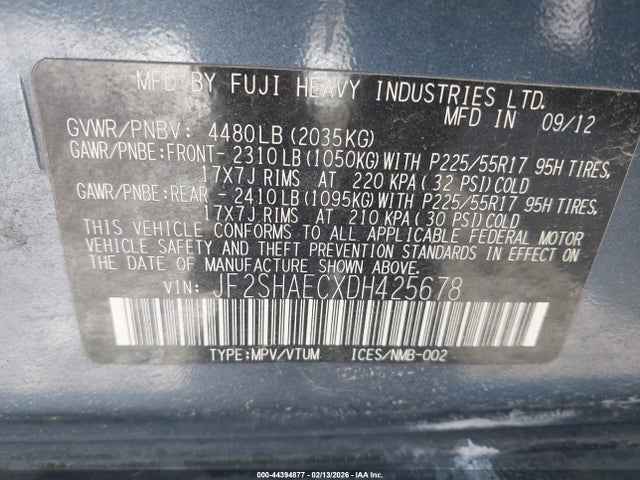 MFD BY FUJI HEAVY INDUSTRIES LTD.
MFD IN 09/12
GVWR/PNBV: 4480LB(2035KG)
GAWR/PNBE:FRONT- 2310LB(1050KG)WITH P225/55R17 95H TIRES,
17X7J RIMS AT 220 KPA(32 PSI)COLD
GAWR/PNBE:REAR - 2410LB(1095KG)WITH P225/55R17 95H TIRES,
17X7J RIMS AT 210 KPA(30 PSI)COLD
THIS VEHICLE CONFORMS TO ALL APPLICABLE FEDERAL MOTOR
VEHICLE SAFETY AND THEFT PREVENTION STANDARDS IN EFFECT ON
THE DATE OF MANUFACTURE SHOWN ABOVE.
VIN: JF2SHAECXDH425678
TYPE:MPV/VTUM ICES/NMB-002
000-44394877 - 02/13/2026 - IAA Inc.